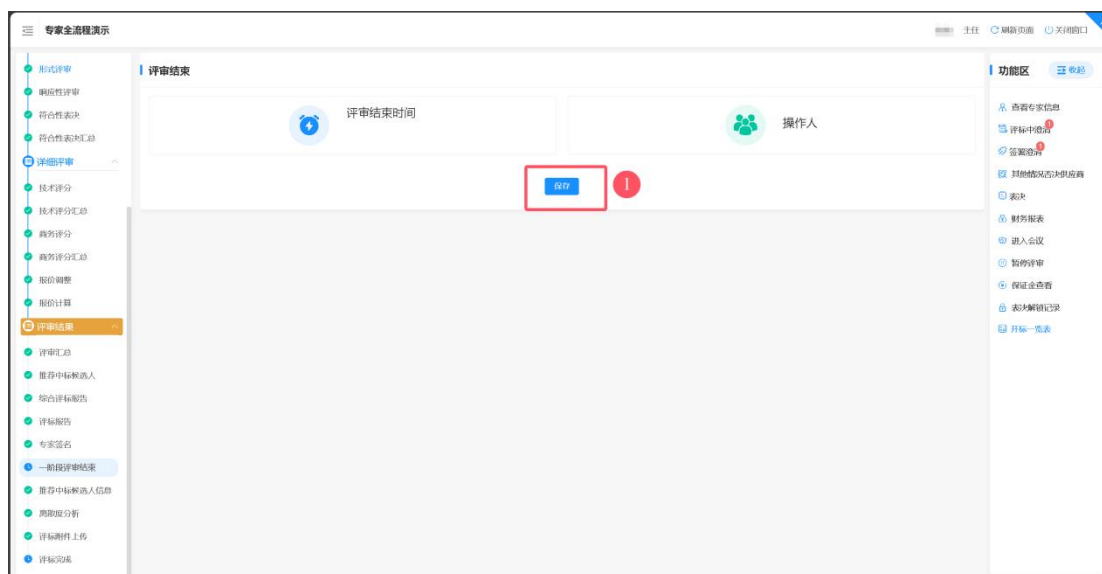 专家全流程演示
主任 刷新页面 关闭窗口
形式评审
响应性评审
符合性表决
符合性表决汇总
详细评审
技术评分
技术评分汇总
商务评分
商务评分汇总
报价调整
报价计算
评审结果
评审汇总
推荐中标候选人
综合评标报告
评标报告
专家签名
一阶段评审结束
推荐中标候选人信息
离散度分析
评标附件上传
评标完成
评审结束
评审结束时间
操作人
保存
1
功能区 收起
查看专家信息
评标中澄清 1
签署澄清 1
其他情况否决供应商
表决
财务报表
进入会议
暂停评审
保证金查看
表决解锁记录
开标一览表